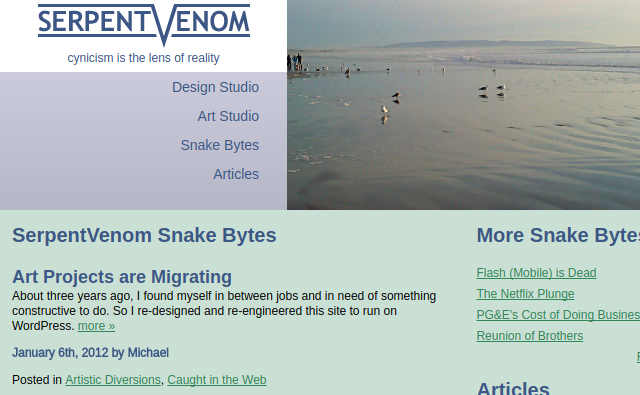 SERPENTVENOM
cynicism is the lens of reality
Design Studio
Art Studio
Snake Bytes
Articles
SerpentVenom Snake Bytes
Art Projects are Migrating
About three years ago, I found myself in between jobs and in need of something
constructive to do. So I re-designed and re-engineered this site to run on
WordPress. more »
January 6th, 2012 by Michael
Posted in Artistic Diversions, Caught in the Web
More Snake Bytes
Flash (Mobile) is Dead
The Netflix Plunge
PG&E's Cost of Doing Busines
Reunion of Brothers
Articles